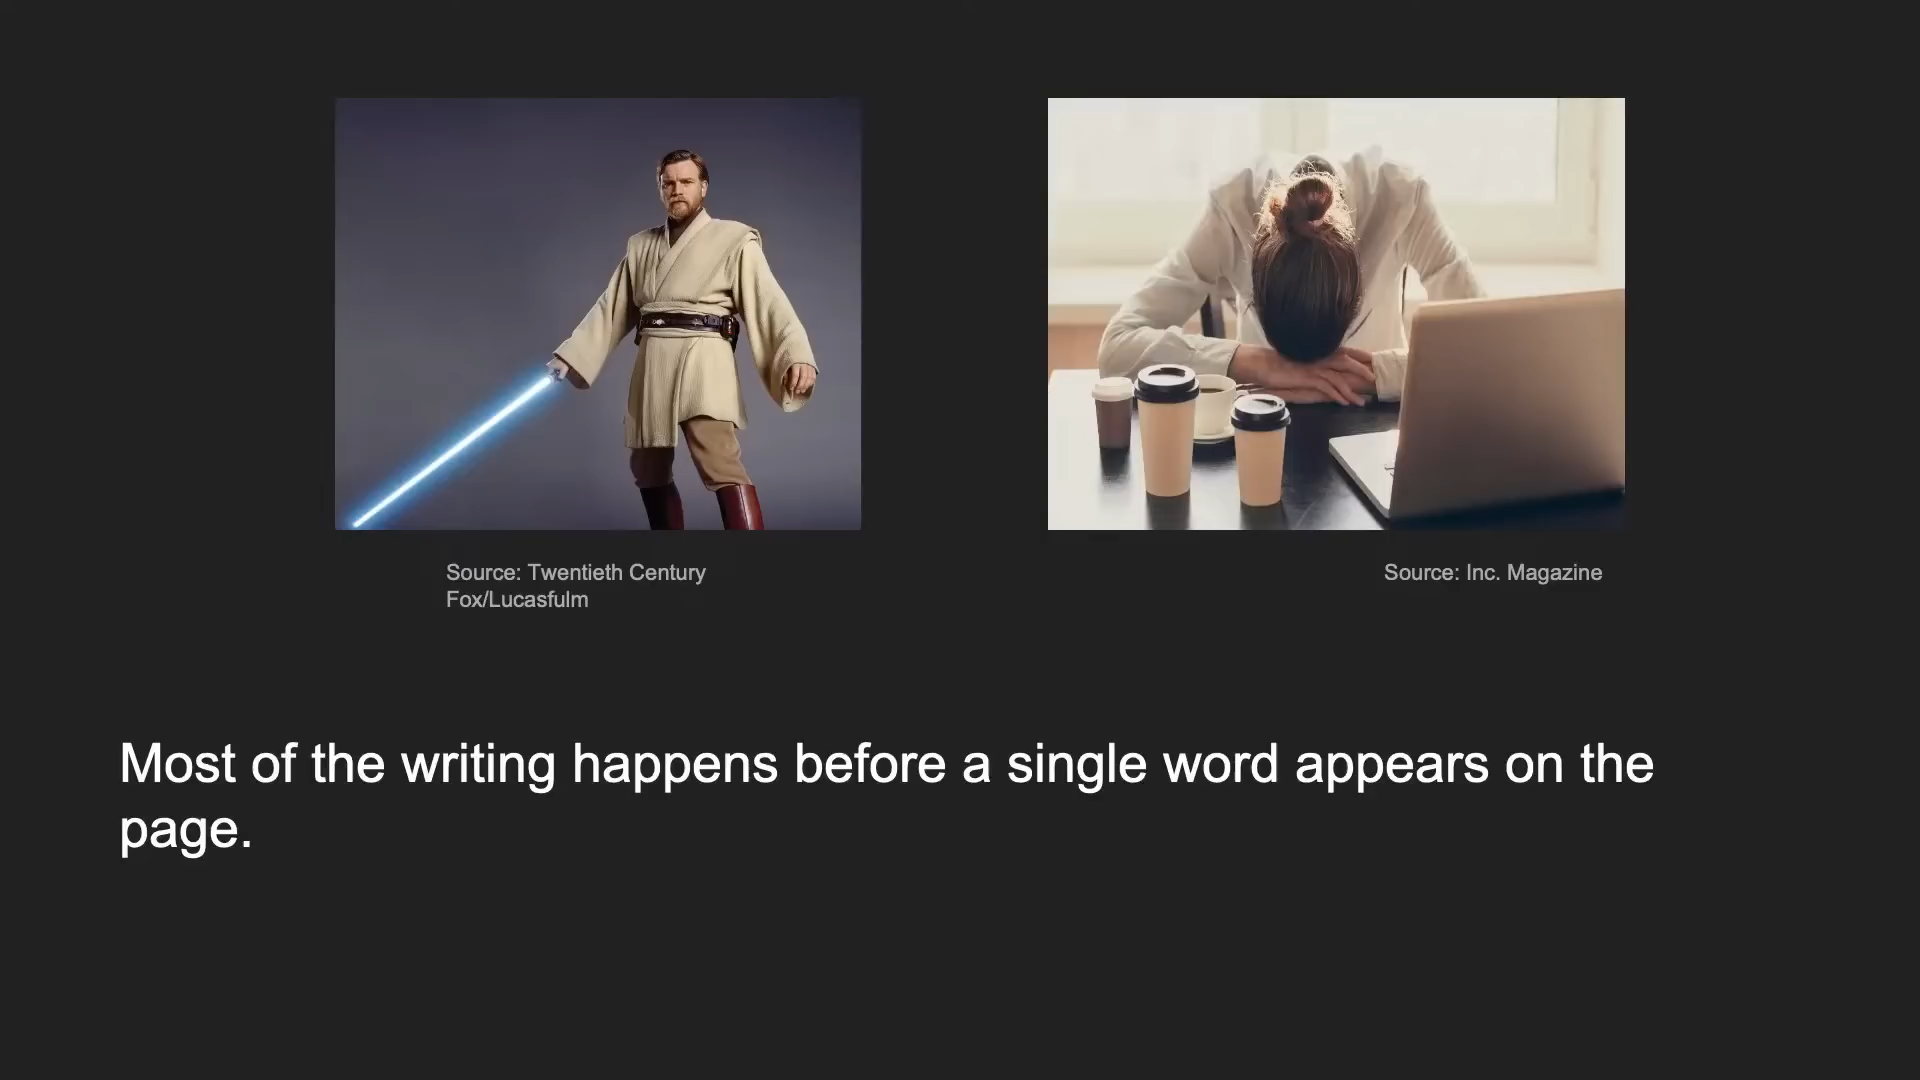 Source: Twentieth Century
Fox/Lucasfulm
Source: Inc. Magazine
Most of the writing happens before a single word appears on the
page.